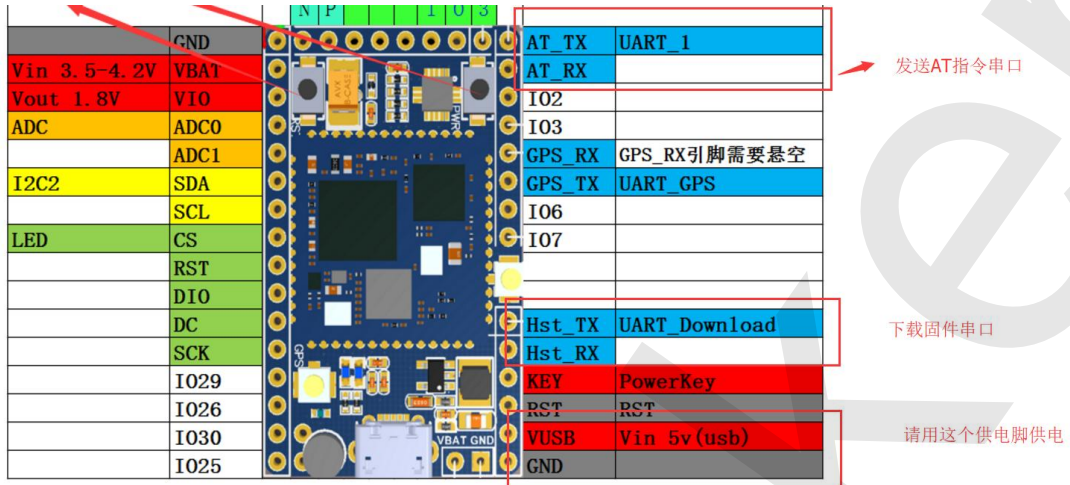 N P 1 0 3
GND AT_TX UART_1
Vin 3.5-4.2V VBAT AT_RX
发送AT指令串口
Vout 1.8V VIO IO2
ADC ADC0 IO3
ADC1 GPS_RX GPS_RX引脚需要悬空
I2C2 SDA GPS_TX UART_GPS
SCL IO6
LED CS IO7
RST
DIO
DC Hst_TX UART_Download
下载固件串口
SCK Hst_RX
IO29 KEY PowerKey
IO26 RST RST
IO30 VUSB Vin 5v(usb)
请用这个供电脚供电
IO25 GND
RS
PWR
GPS
VBAT GND